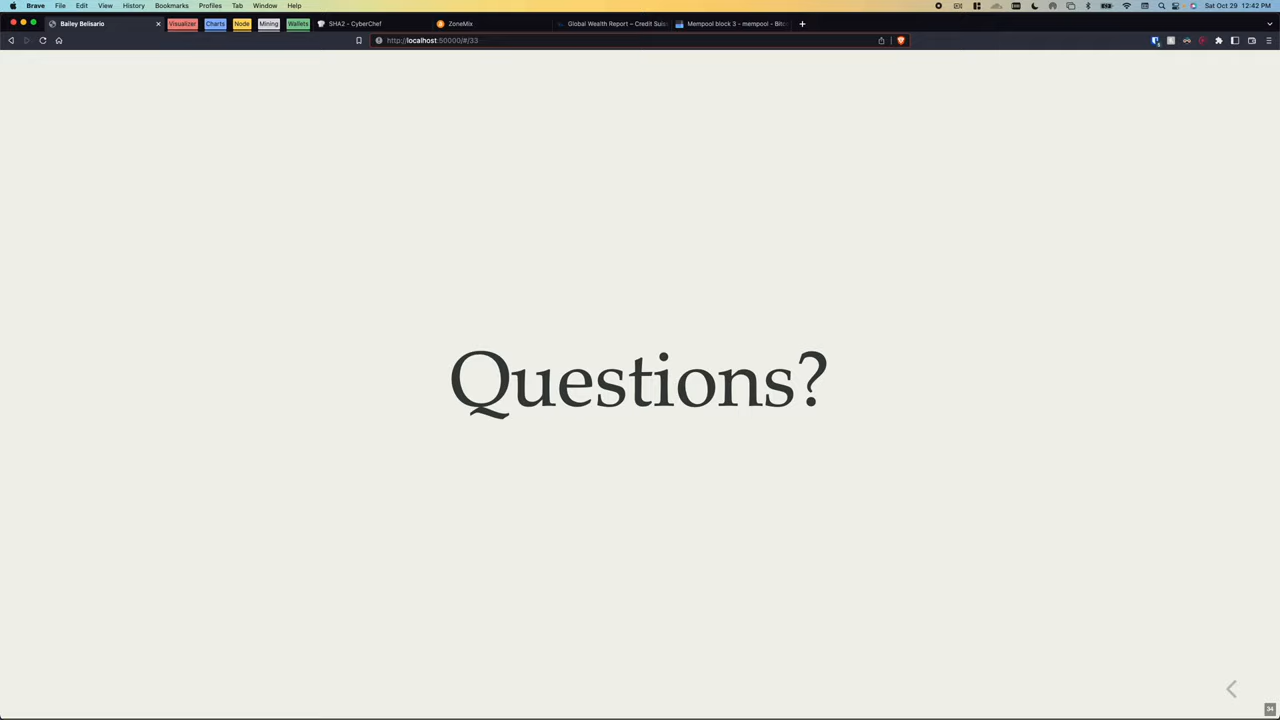 Brave File Edit View History Bookmarks Profiles Tab Window Help Sat Oct 29 12:42 PM
Bailey Belisario Visualizer Charts Node Mining Wallets SHA2 - CyberChef ZoneMix Global Wealth Report – Credit Suis Mempool block 3 - mempool - Bitc
http://localhost:50000/#/33
Questions?
34